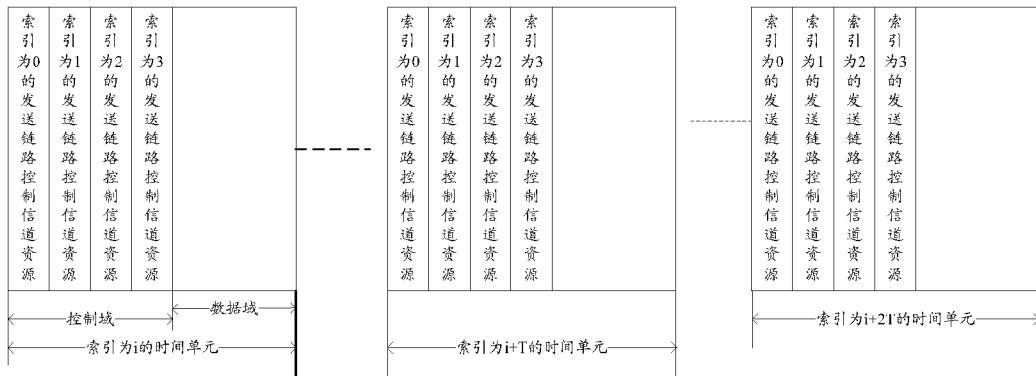 索引为0的发送链路控制信道资源
索引为1的发送链路控制信道资源
索引为2的发送链路控制信道资源
索引为3的发送链路控制信道资源
索引为0的发送链路控制信道资源
索引为1的发送链路控制信道资源
索引为2的发送链路控制信道资源
索引为3的发送链路控制信道资源
索引为0的发送链路控制信道资源
索引为1的发送链路控制信道资源
索引为2的发送链路控制信道资源
索引为3的发送链路控制信道资源
控制域
数据域
索引为i的时间单元
索引为i+T的时间单元
索引为i+2T的时间单元